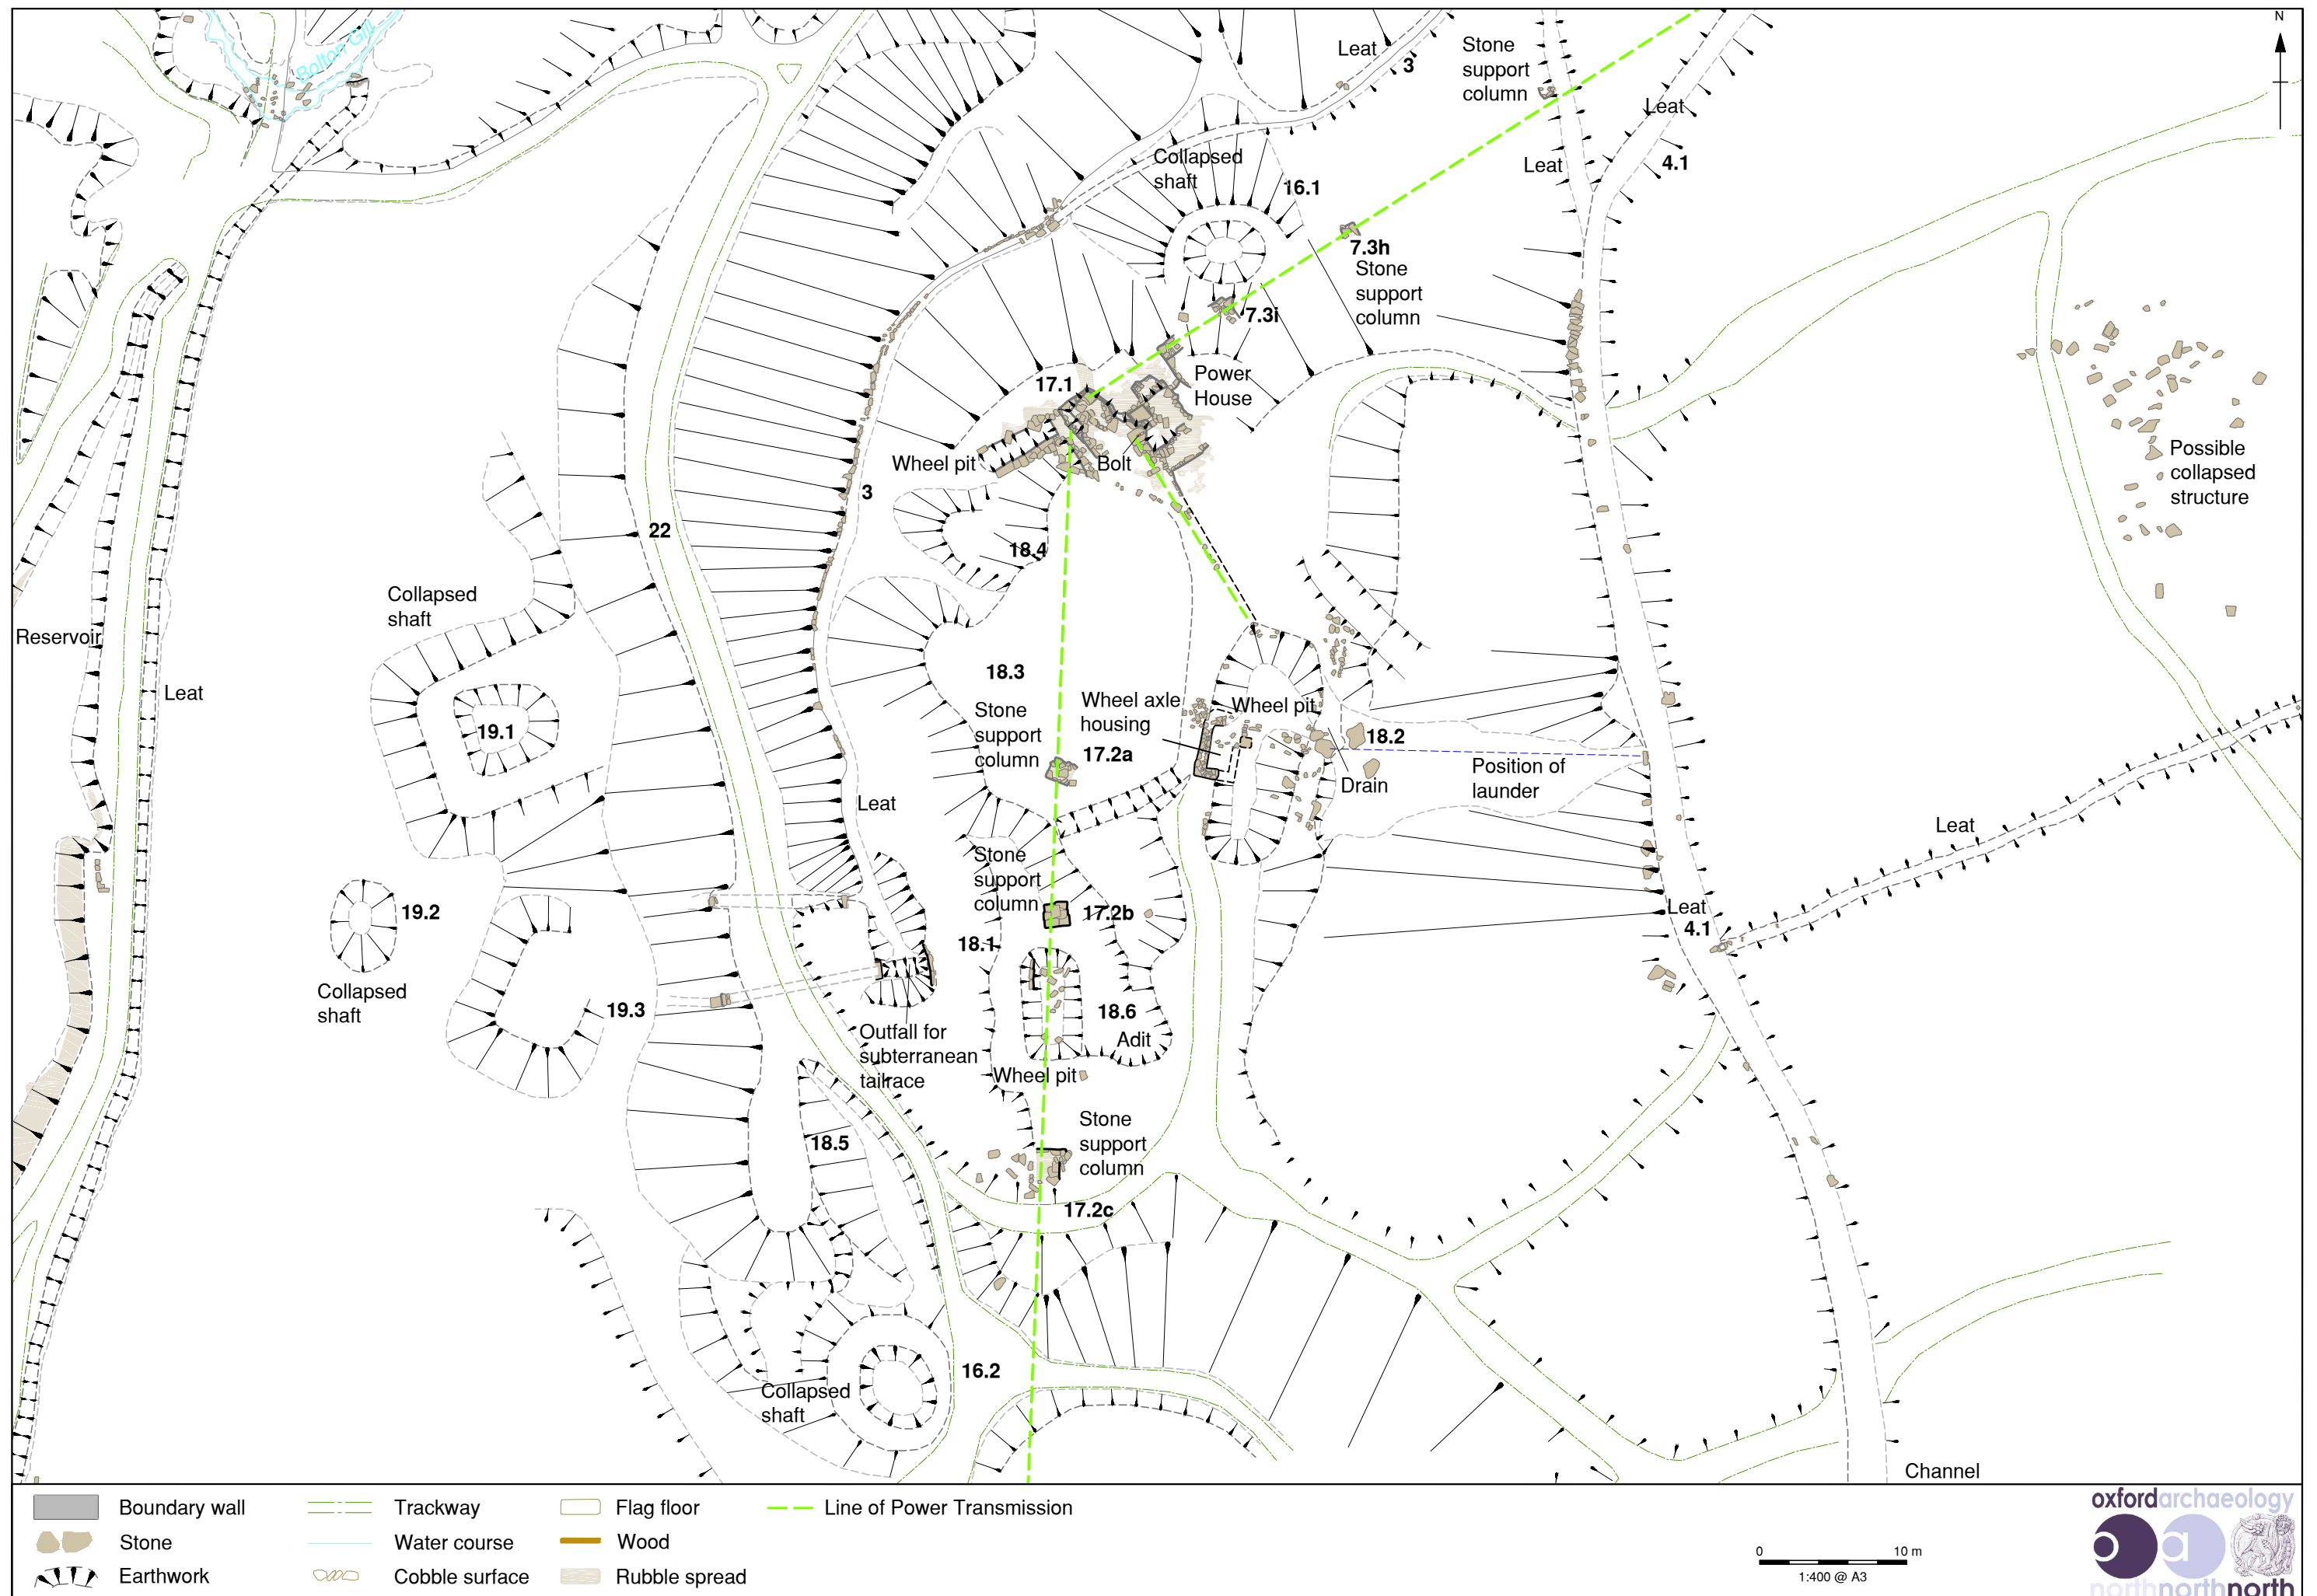 N
Bolton Gill
Leat
3
Stone
support
column
Leat
Leat
4.1
Collapsed
shaft
16.1
7.3h
Stone
support
column
7.3i
17.1
Power
House
Wheel pit
Bolt
3
18.4
22
Possible
collapsed
structure
Collapsed
shaft
Reservoir
Leat
19.1
18.3
Stone
support
column
Wheel axle
housing
17.2a
Wheel pit
18.2
Drain
Position of
launder
Leat
Leat
Stone
support
column
17.2b
19.2
18.1
Leat
4.1
Collapsed
shaft
19.3
18.6
Adit
Outfall for
subterranean
tailrace
Wheel pit
18.5
Stone
support
column
17.2c
16.2
Collapsed
shaft
Channel
Boundary wall
Stone
Earthwork
Trackway
Water course
Cobble surface
Flag floor
Wood
Rubble spread
Line of Power Transmission
0 10 m
1:400 @ A3
oxfordarchaeology
oa
northnorthnorth